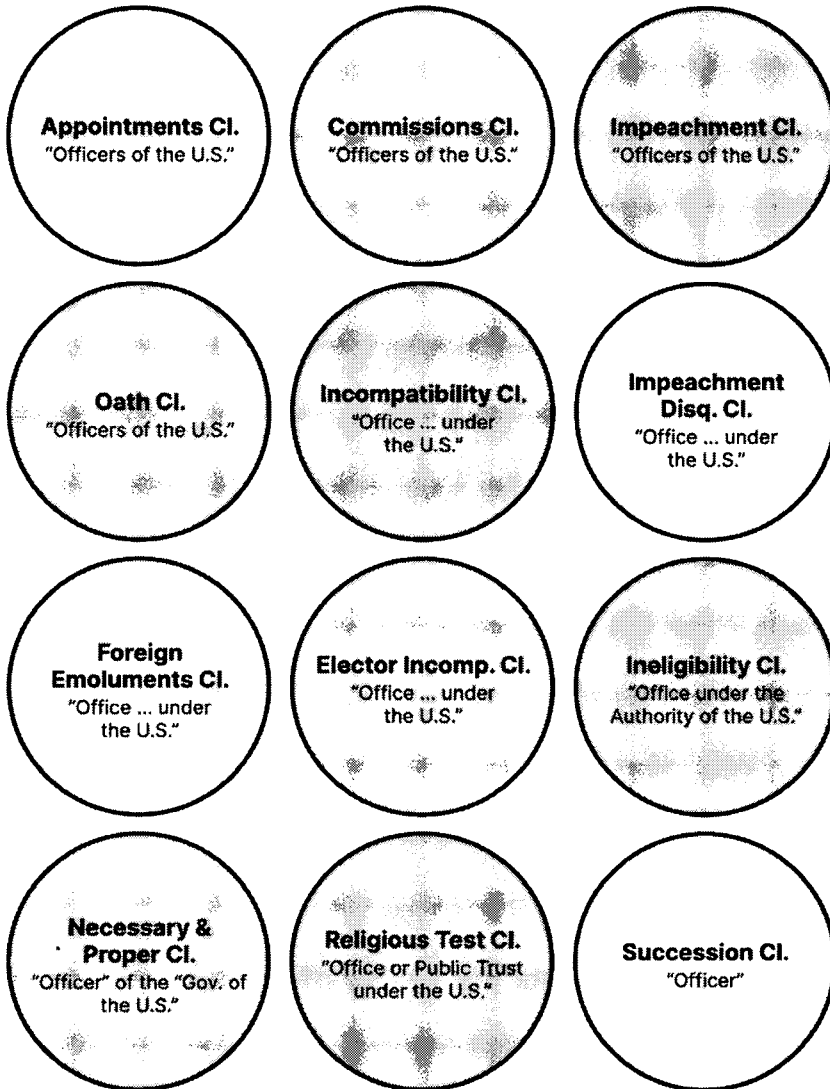 Appointments Cl.
"Officers of the U.S."
Commissions Cl.
"Officers of the U.S."
Impeachment Cl.
"Officers of the U.S."
Oath Cl.
"Officers of the U.S."
Incompatibility Cl.
"Office ... under
the U.S."
Impeachment
Disq. Cl.
"Office ... under
the U.S."
Foreign
Emoluments Cl.
"Office ... under
the U.S."
Elector Incomp. Cl.
"Office ... under
the U.S."
Ineligibility Cl.
"Office under the
Authority of the U.S."
Necessary &
Proper Cl.
"Officer" of the "Gov. of
the U.S."
Religious Test Cl.
"Office or Public Trust
under the U.S."
Succession Cl.
"Officer"